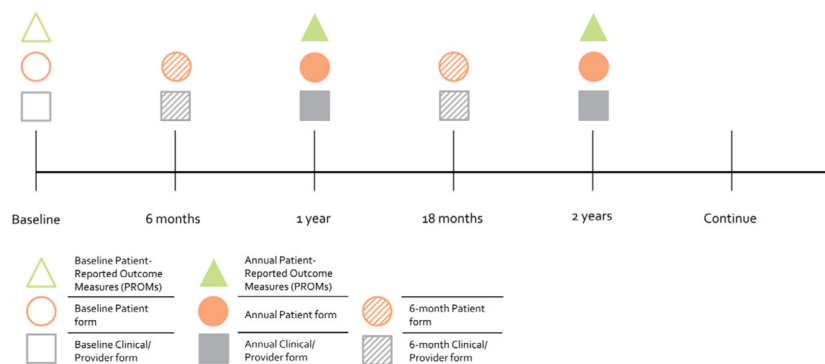 Baseline
6 months
1 year
18 months
2 years
Continue
Baseline Patient-
Reported Outcome
Measures (PROMs)
Annual Patient-
Reported Outcome
Measures (PROMs)
Baseline Patient
form
Annual Patient form
6-month Patient
form
Baseline Clinical/
Provider form
Annual Clinical/
Provider form
6-month Clinical/
Provider form